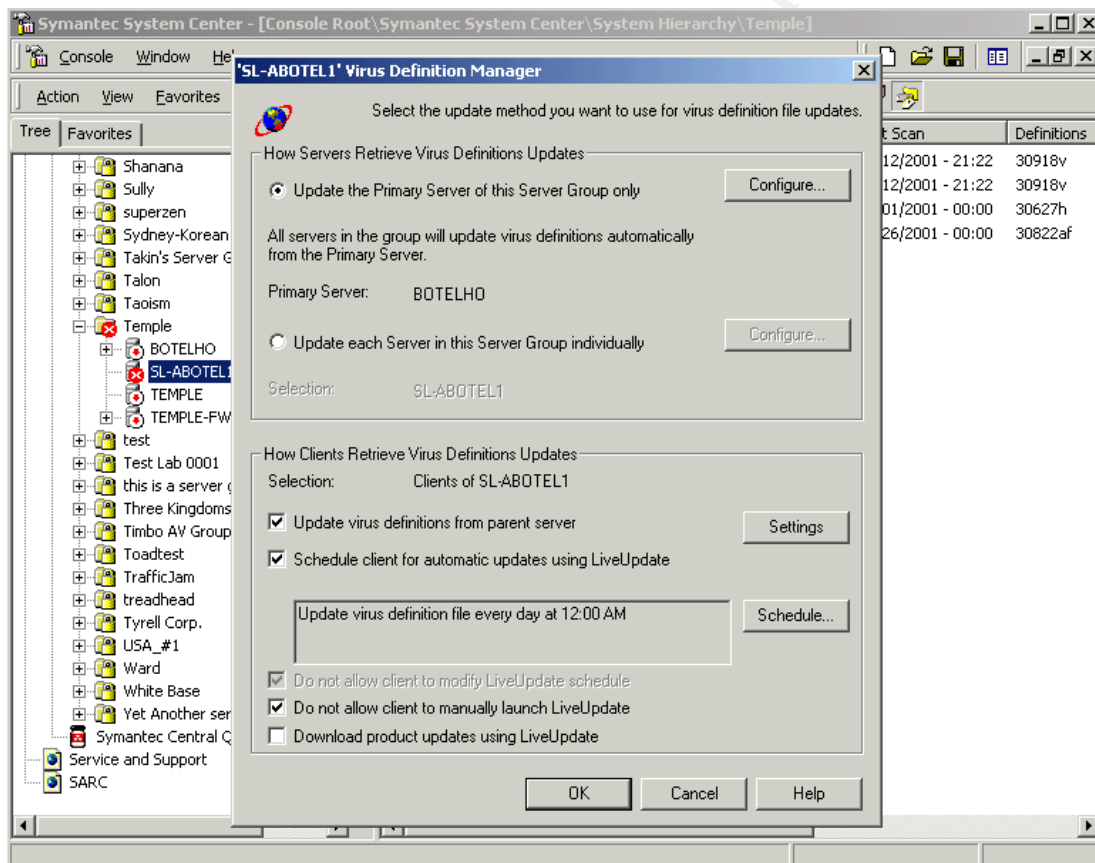 Symantec System Center - [Console Root\Symantec System Center\System Hierarchy\Temple]
Console Window
Action View Favorites
Tree Favorites
Shanana
Sully
superzen
Sydney-Korean
Takin's Server
Talon
Taoism
Temple
BOTELHO
SL-ABOTEL1
TEMPLE
TEMPLE-FW
test
Test Lab 0001
this is a server
Three Kingdoms
Timbo AV Group
Toadtest
TrafficJam
treadhead
Tyrell Corp.
USA_#1
Ward
White Base
Yet Another ser
Symantec Central Q
Service and Support
SARC
'SL-ABOTEL1' Virus Definition Manager
Select the update method you want to use for virus definition file updates.
How Servers Retrieve Virus Definitions Updates
Update the Primary Server of this Server Group only
Configure...
All servers in the group will update virus definitions automatically
from the Primary Server.
Primary Server: BOTELHO
Update each Server in this Server Group individually
Configure...
Selection: SL-ABOTEL1
How Clients Retrieve Virus Definitions Updates
Selection: Clients of SL-ABOTEL1
Update virus definitions from parent server
Settings
Schedule client for automatic updates using LiveUpdate
Update virus definition file every day at 12:00 AM
Schedule...
Do not allow client to modify LiveUpdate schedule
Do not allow client to manually launch LiveUpdate
Download product updates using LiveUpdate
OK Cancel Help
t Scan Definitions
12/2001 - 21:22 30918v
12/2001 - 21:22 30918v
01/2001 - 00:00 30627h
26/2001 - 00:00 30822af